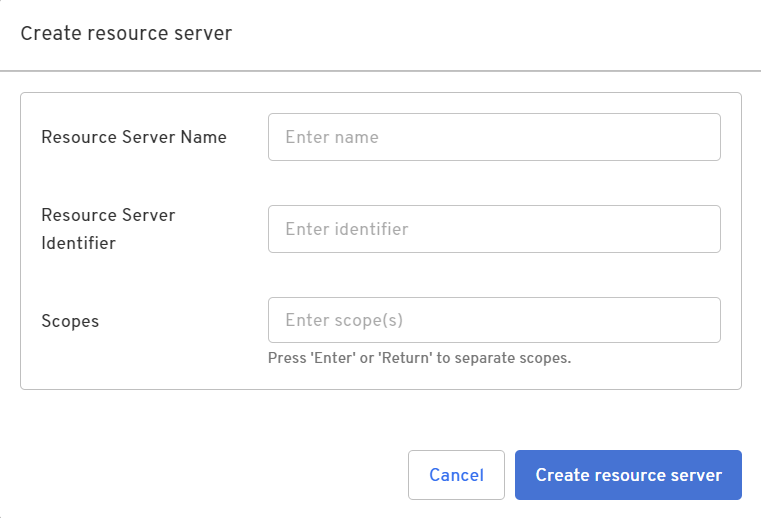 Create resource server
Resource Server Name
Enter name
Resource Server
Identifier
Enter identifier
Scopes
Enter scope(s)
Press 'Enter' or 'Return' to separate scopes.
Cancel
Create resource server